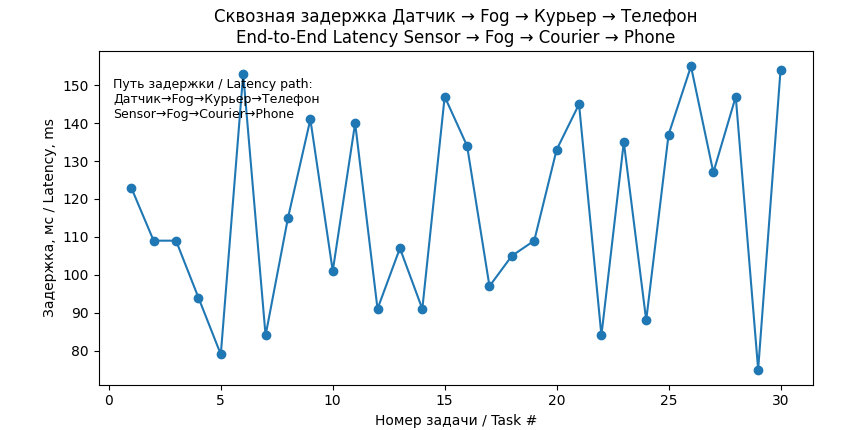 Сквозная задержка Датчик → Fog → Курьер → Телефон
End-to-End Latency Sensor → Fog → Courier → Phone
Задержка, мс / Latency, ms
150
140
130
120
110
100
90
80
Путь задержки / Latency path:
Датчик→Fog→Курьер→Телефон
Sensor→Fog→Courier→Phone
0 5 10 15 20 25 30
Номер задачи / Task #